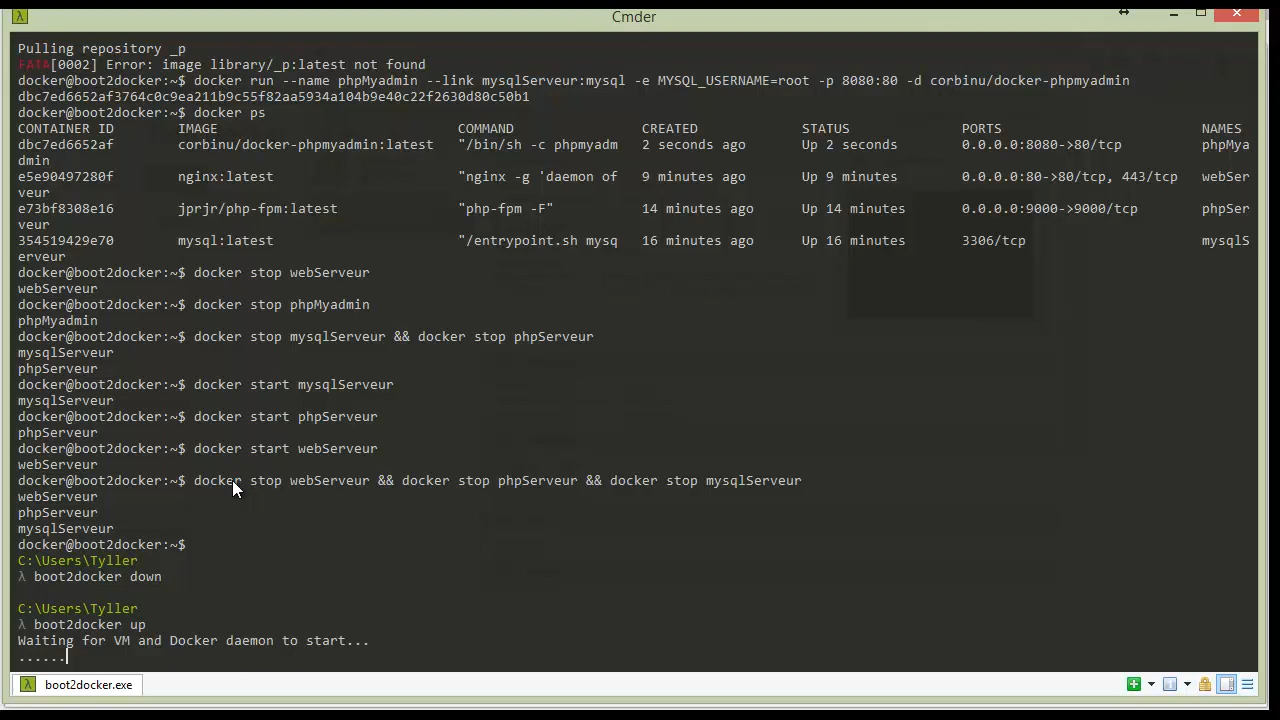 λ
Cmder
Pulling repository _p
FATA[0002] Error: image library/_p:latest not found
docker@boot2docker:~$ docker run --name phpMyadmin --link mysqlServeur:mysql -e MYSQL_USERNAME=root -p 8080:80 -d corbinu/docker-phpmyadmin
dbc7ed6652af3764c0c9ea211b9c55f82aa5934a104b9e40c22f2630d80c50b1
docker@boot2docker:~$ docker ps
CONTAINER ID        IMAGE                              COMMAND                CREATED             STATUS              PORTS                         NAMES
dbc7ed6652af        corbinu/docker-phpmyadmin:latest   "/bin/sh -c phpmyadm   2 seconds ago       Up 2 seconds        0.0.0.0:8080->80/tcp          phpMya
dmin
e5e90497280f        nginx:latest                       "nginx -g 'daemon of   9 minutes ago       Up 9 minutes        0.0.0.0:80->80/tcp, 443/tcp   webSer
veur
e73bf8308e16        jprjr/php-fpm:latest               "php-fpm -F"           14 minutes ago      Up 14 minutes       0.0.0.0:9000->9000/tcp        phpSer
veur
354519429e70        mysql:latest                       "/entrypoint.sh mysq   16 minutes ago      Up 16 minutes       3306/tcp                      mysqlS
erveur
docker@boot2docker:~$ docker stop webServeur
webServeur
docker@boot2docker:~$ docker stop phpMyadmin
phpMyadmin
docker@boot2docker:~$ docker stop mysqlServeur && docker stop phpServeur
mysqlServeur
phpServeur
docker@boot2docker:~$ docker start mysqlServeur
mysqlServeur
docker@boot2docker:~$ docker start phpServeur
phpServeur
docker@boot2docker:~$ docker start webServeur
webServeur
docker@boot2docker:~$ docker stop webServeur && docker stop phpServeur && docker stop mysqlServeur
webServeur
phpServeur
mysqlServeur
docker@boot2docker:~$
C:\Users\Tyller
λ boot2docker down
C:\Users\Tyller
λ boot2docker up
Waiting for VM and Docker daemon to start...
......
λ boot2docker.exe